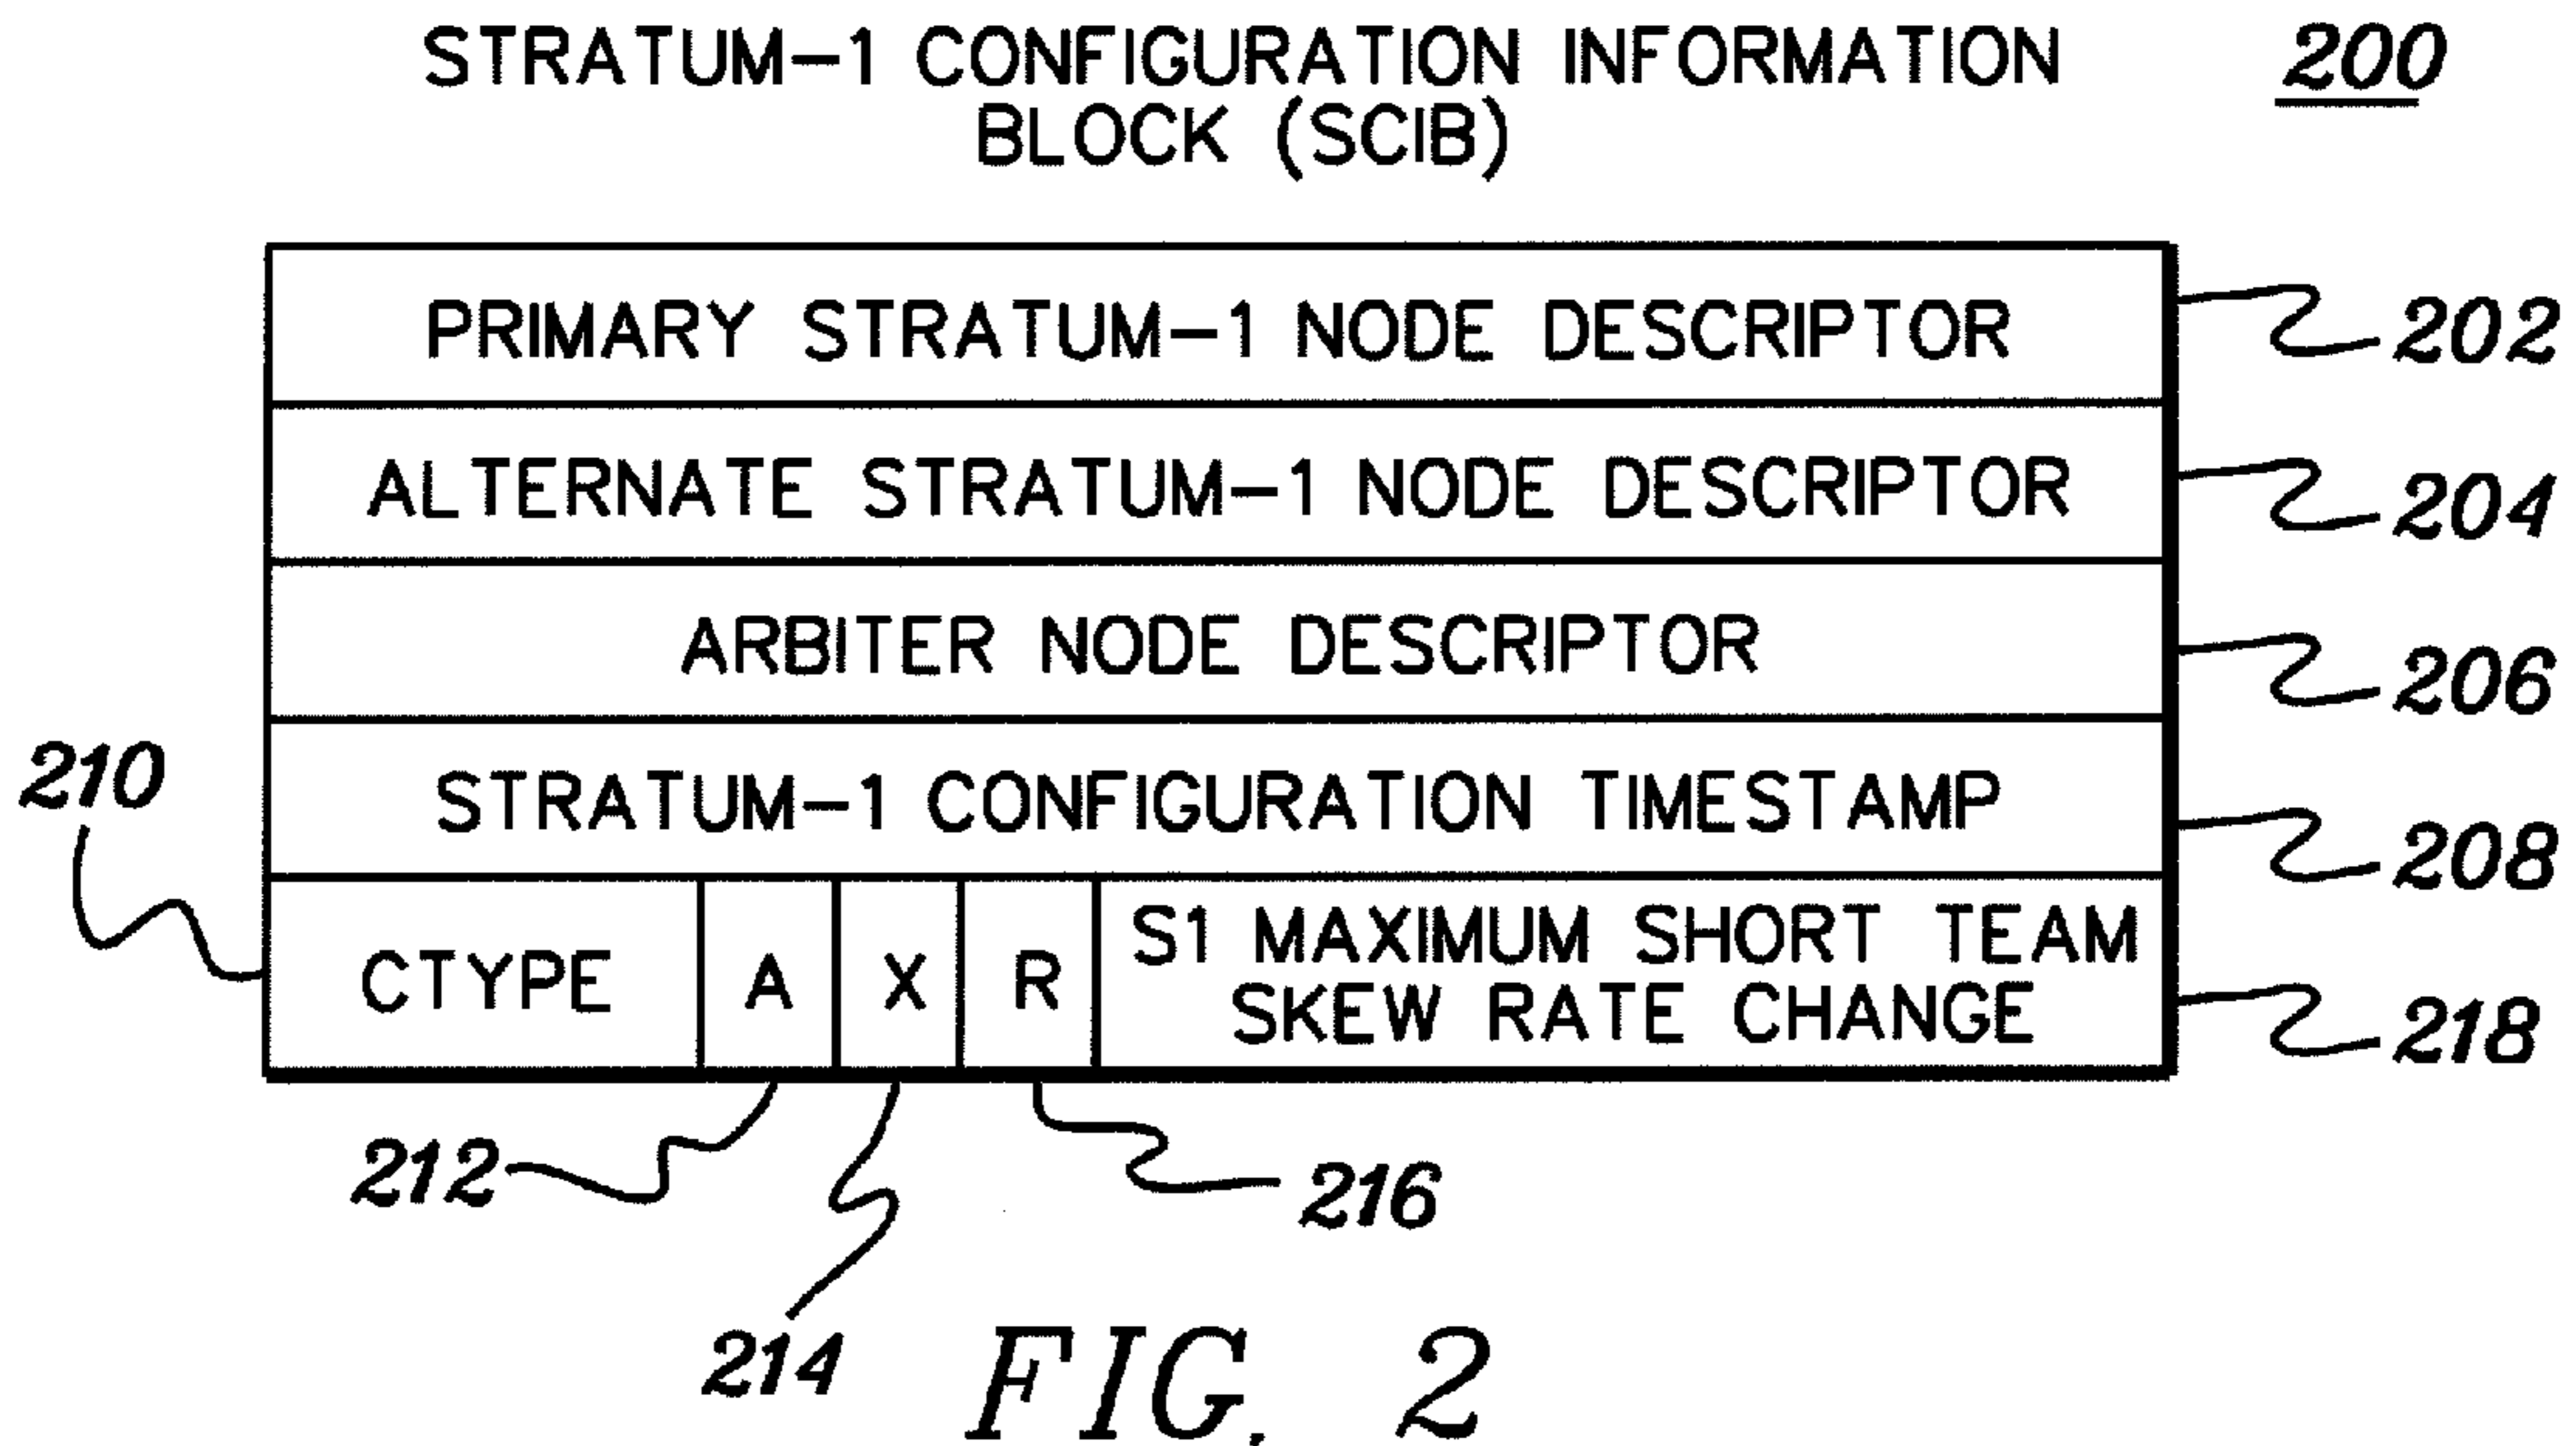 STRATUM-1 CONFIGURATION INFORMATION
BLOCK (SCIB)
200
PRIMARY STRATUM-1 NODE DESCRIPTOR
202
ALTERNATE STRATUM-1 NODE DESCRIPTOR
204
ARBITER NODE DESCRIPTOR
206
210
STRATUM-1 CONFIGURATION TIMESTAMP
208
CTYPE
A
X
R
S1 MAXIMUM SHORT TEAM
SKEW RATE CHANGE
218
212
214
216
FIG. 2